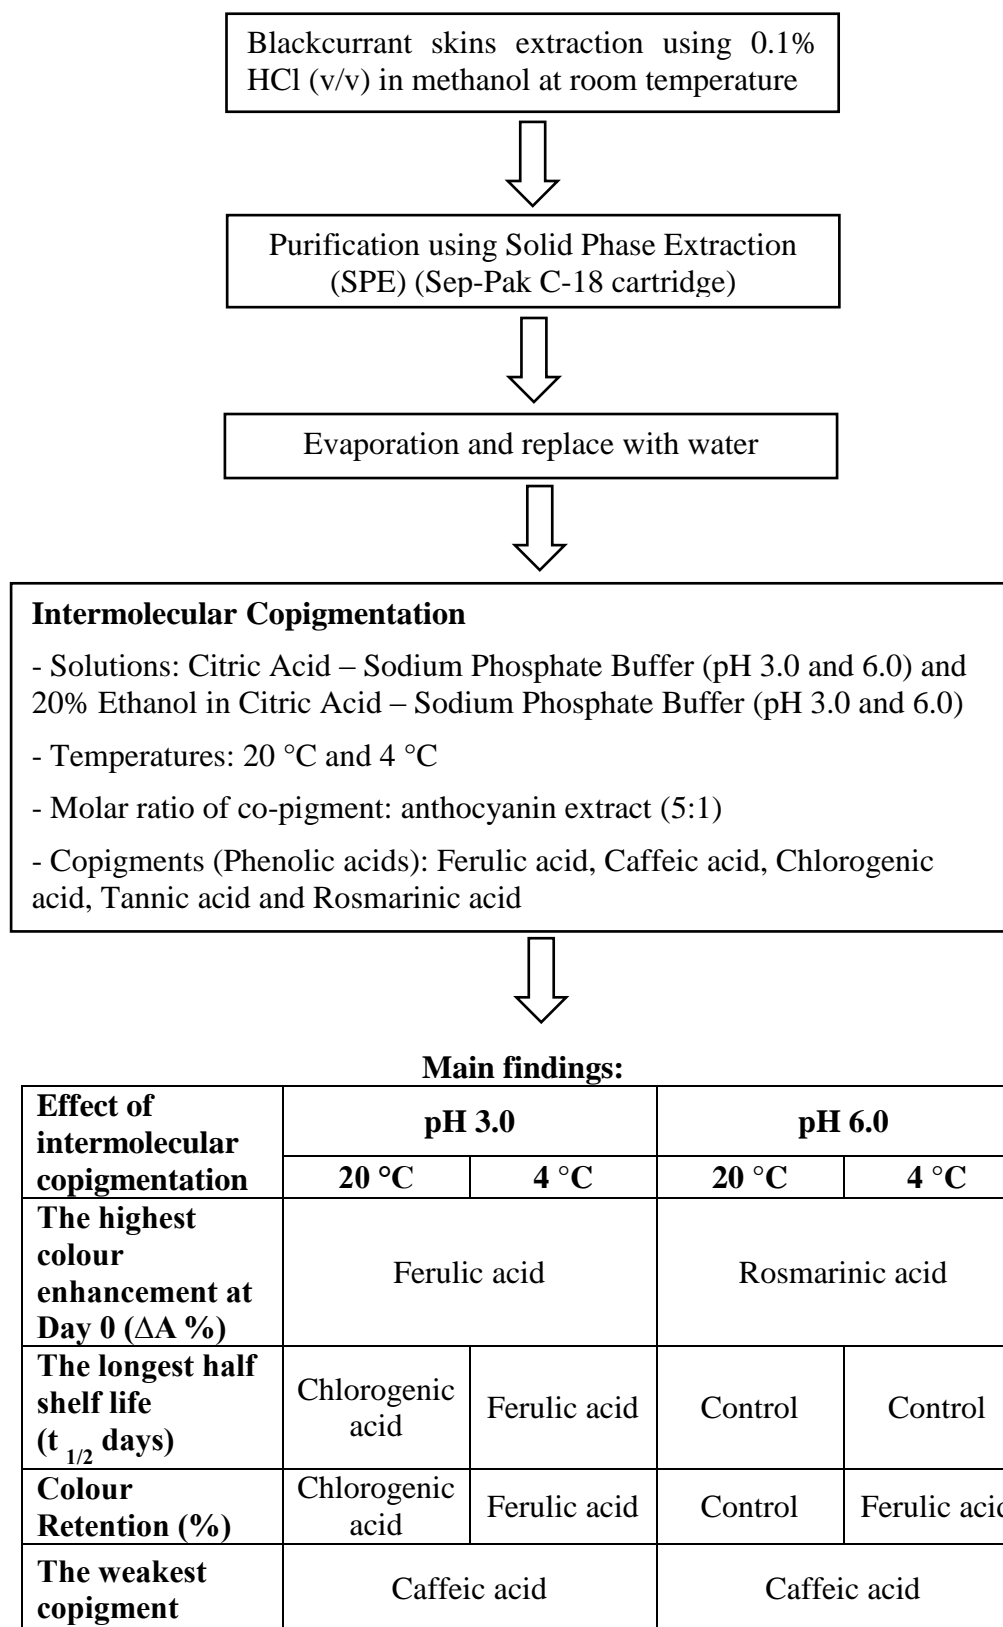 Blackcurrant skins extraction using 0.1%
HCl (v/v) in methanol at room temperature
Purification using Solid Phase Extraction
(SPE) (Sep-Pak C-18 cartridge)
Evaporation and replace with water
Intermolecular Copigmentation
- Solutions: Citric Acid – Sodium Phosphate Buffer (pH 3.0 and 6.0) and
20% Ethanol in Citric Acid – Sodium Phosphate Buffer (pH 3.0 and 6.0)
- Temperatures: 20 °C and 4 °C
- Molar ratio of co-pigment: anthocyanin extract (5:1)
- Copigments (Phenolic acids): Ferulic acid, Caffeic acid, Chlorogenic
acid, Tannic acid and Rosmarinic acid
Main findings:
Effect of
intermolecular
copigmentation
pH 3.0
pH 6.0
20 °C
4 °C
20 °C
4 °C
The highest
colour
enhancement at
Day 0 (∆A %)
Ferulic acid
Rosmarinic acid
The longest half
shelf life
(t 1/2 days)
Chlorogenic
acid
Ferulic acid
Control
Control
Colour
Retention (%)
Chlorogenic
acid
Ferulic acid
Control
Ferulic acid
The weakest
copigment
Caffeic acid
Caffeic acid